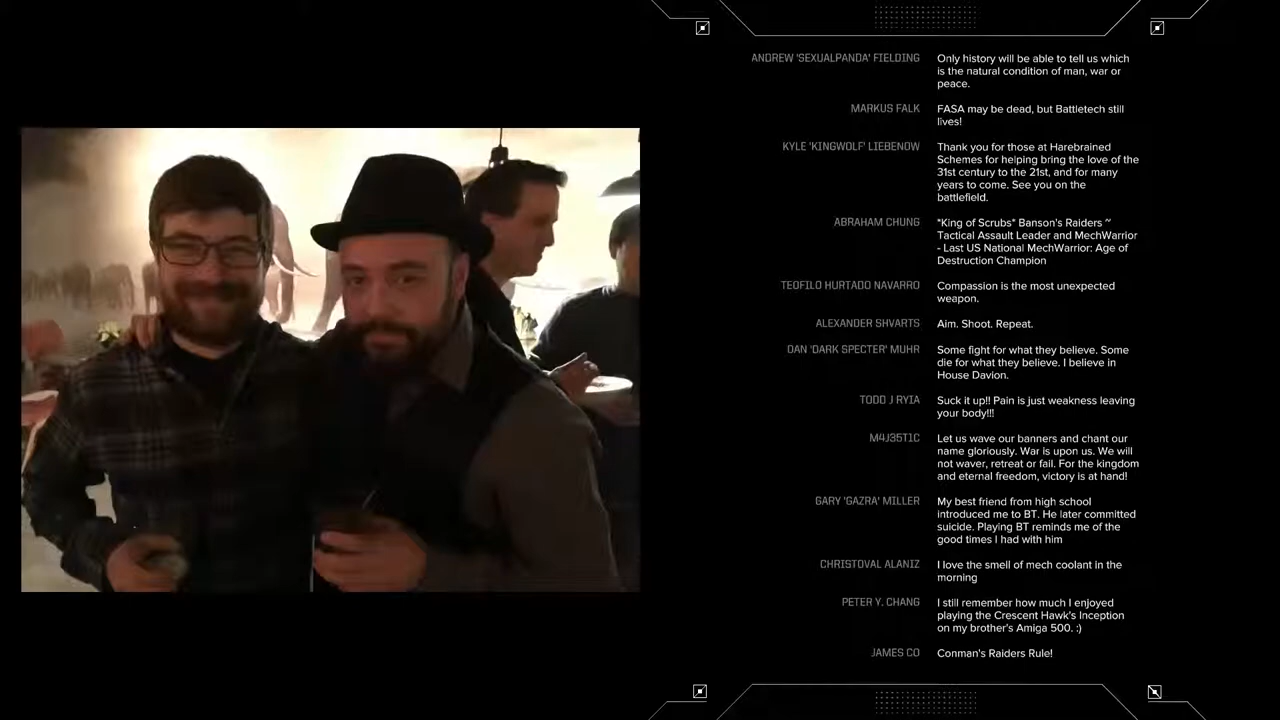 ANDREW 'SEXUALPANDA' FIELDING
Only history will be able to tell us which
is the natural condition of man, war or
peace.
MARKUS FALK
FASA may be dead, but Battletech still
lives!
KYLE 'KINGWOLF' LIEBENOW
Thank you for those at Harebrained
Schemes for helping bring the love of the
31st century to the 21st, and for many
years to come. See you on the
battlefield.
ABRAHAM CHUNG
*King of Scrubs* Banson's Raiders ~
Tactical Assault Leader and MechWarrior
- Last US National MechWarrior: Age of
Destruction Champion
TEOFILO HURTADO NAVARRO
Compassion is the most unexpected
weapon.
ALEXANDER SHVARTS
Aim. Shoot. Repeat.
DAN 'DARK SPECTER' MUHR
Some fight for what they believe. Some
die for what they believe. I believe in
House Davion.
TODD J RYIA
Suck it up!! Pain is just weakness leaving
your body!!!
M4J35T1C
Let us wave our banners and chant our
name gloriously. War is upon us. We will
not waver, retreat or fail. For the kingdom
and eternal freedom, victory is at hand!
GARY 'GAZRA' MILLER
My best friend from high school
introduced me to BT. He later committed
suicide. Playing BT reminds me of the
good times I had with him
CHRISTOVAL ALANIZ
I love the smell of mech coolant in the
morning
PETER Y. CHANG
I still remember how much I enjoyed
playing the Crescent Hawk's Inception
on my brother's Amiga 500. :)
JAMES CO
Conman's Raiders Rule!